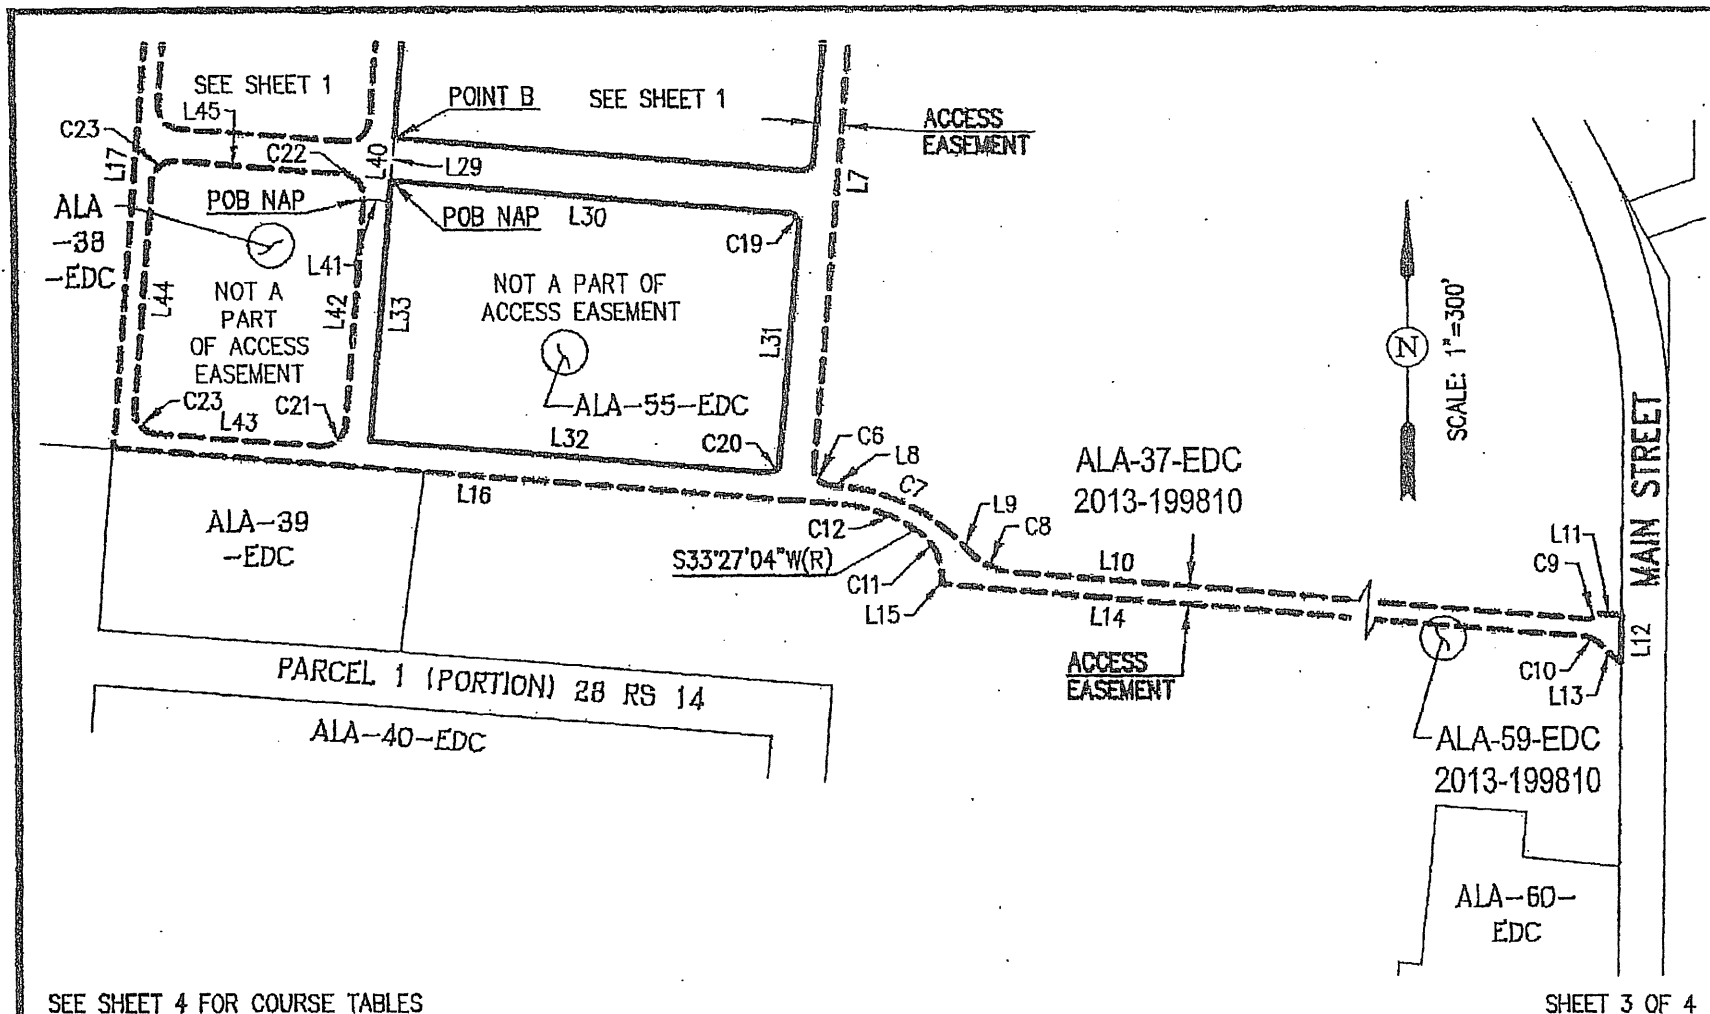 SEE SHEET 1
L45
C23
L17
C22
L40
POINT B
SEE SHEET 1
ACCESS
EASEMENT
L29
L7
ALA
-38
-EDC
POB NAP
POB NAP
L30
C19
L41
L44
NOT A
PART
OF ACCESS
EASEMENT
L42
L33
NOT A PART OF
ACCESS EASEMENT
L31
ALA-55-EDC
C23
L43
C21
L32
C20
C6
L8
C7
L16
C12
L9
C8
S33°27'04"W(R)
C11
L15
ALA-37-EDC
2013-199810
L10
L14
ACCESS
EASEMENT
N
SCALE: 1"=300'
MAIN STREET
L11
C9
L12
C10
L13
ALA-59-EDC
2013-199810
ALA-39
-EDC
PARCEL 1 (PORTION) 28 RS 14
ALA-40-EDC
ALA-60-
EDC
SEE SHEET 4 FOR COURSE TABLES
SHEET 3 OF 4